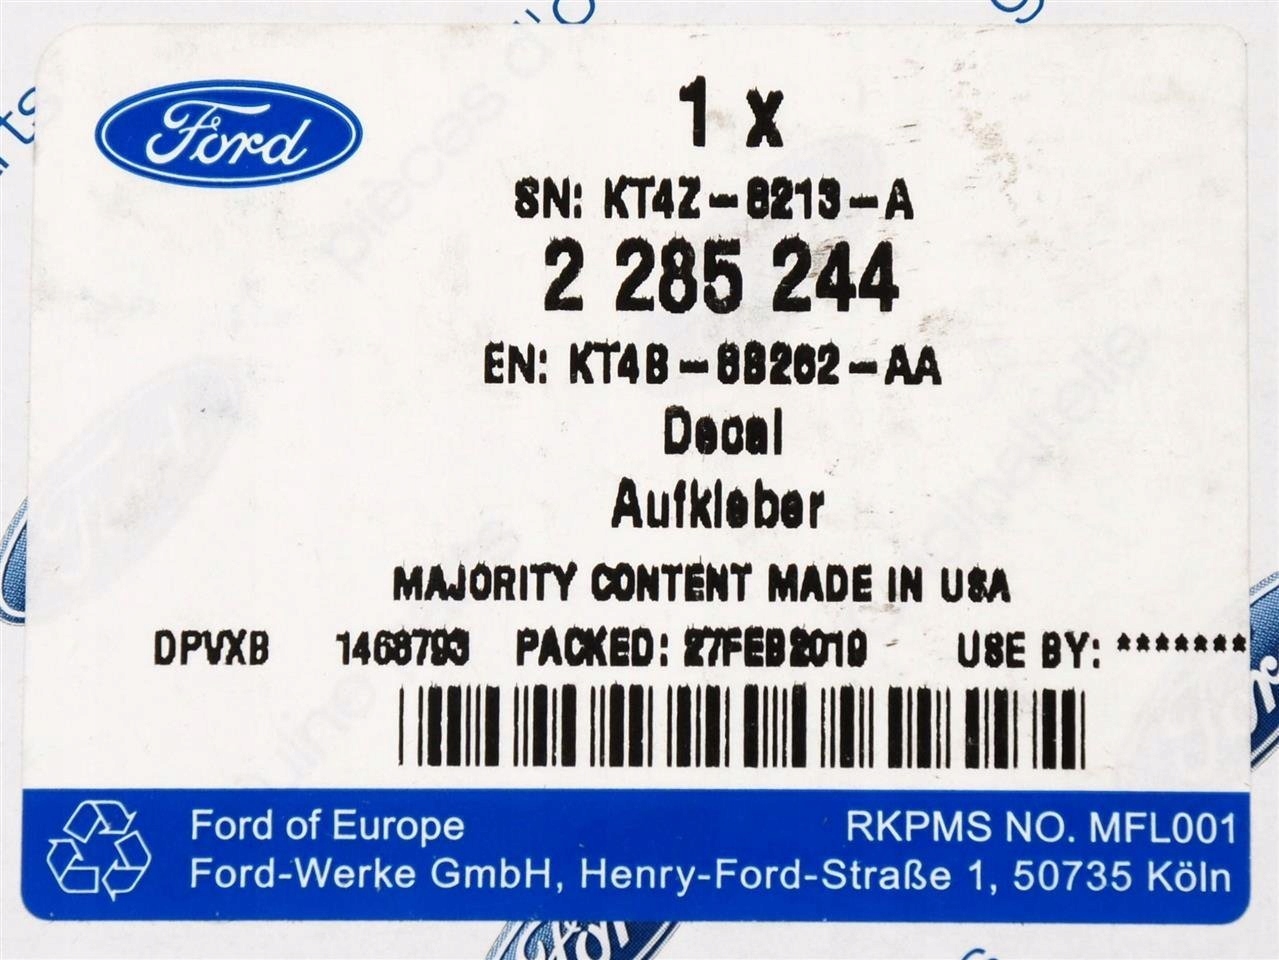 Ford
1 x
SN: KT4Z-8213-A
2 285 244
EN: KT4B-88262-AA
Decal
Aufkleber
MAJORITY CONTENT MADE IN USA
DPVXB 1468793 PACKED: 27FEB2019 USE BY: *******
Ford of Europe RKPMS NO. MFL001
Ford-Werke GmbH, Henry-Ford-Straße 1, 50735 Köln